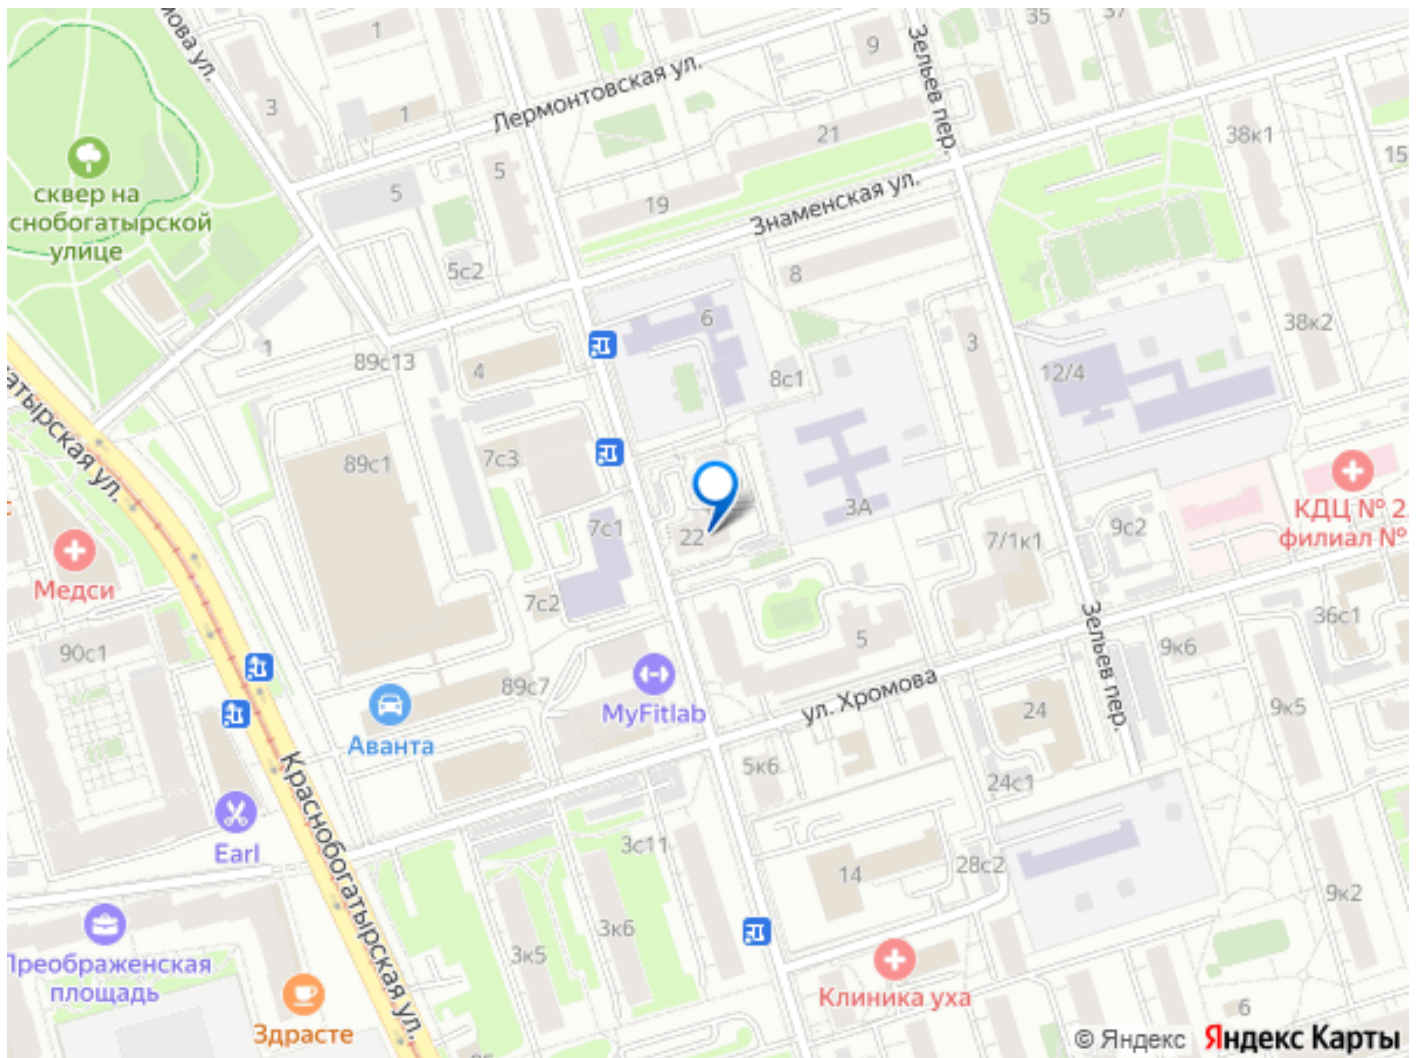 мова ул.
1
35
37
Зельев пер.
9
3
1
Лермонтовская ул.
21
38к1
15
сквер на
снобогатырской
улице
5
5
19
Знаменская ул.
5с2
8
1
89с13
4
6
8с1
3
12/4
38к2
атырская ул.
89с1
7с3
с
Медси
22
7с1
3А
7/1к1
9с2
КДЦ № 2
филиал №
90с1
7с2
5
Зельев пер.
9к6
36с1
89с7
MyFitlab
Аванта
ул. Хромова
24
9к5
Краснобогатырская ул.
5к6
24с1
Earl
3с11
14
28с2
9к2
3к6
3к5
Преображенская
площадь
Здрасте
Клиника уха
6
© Яндекс Яндекс Карты